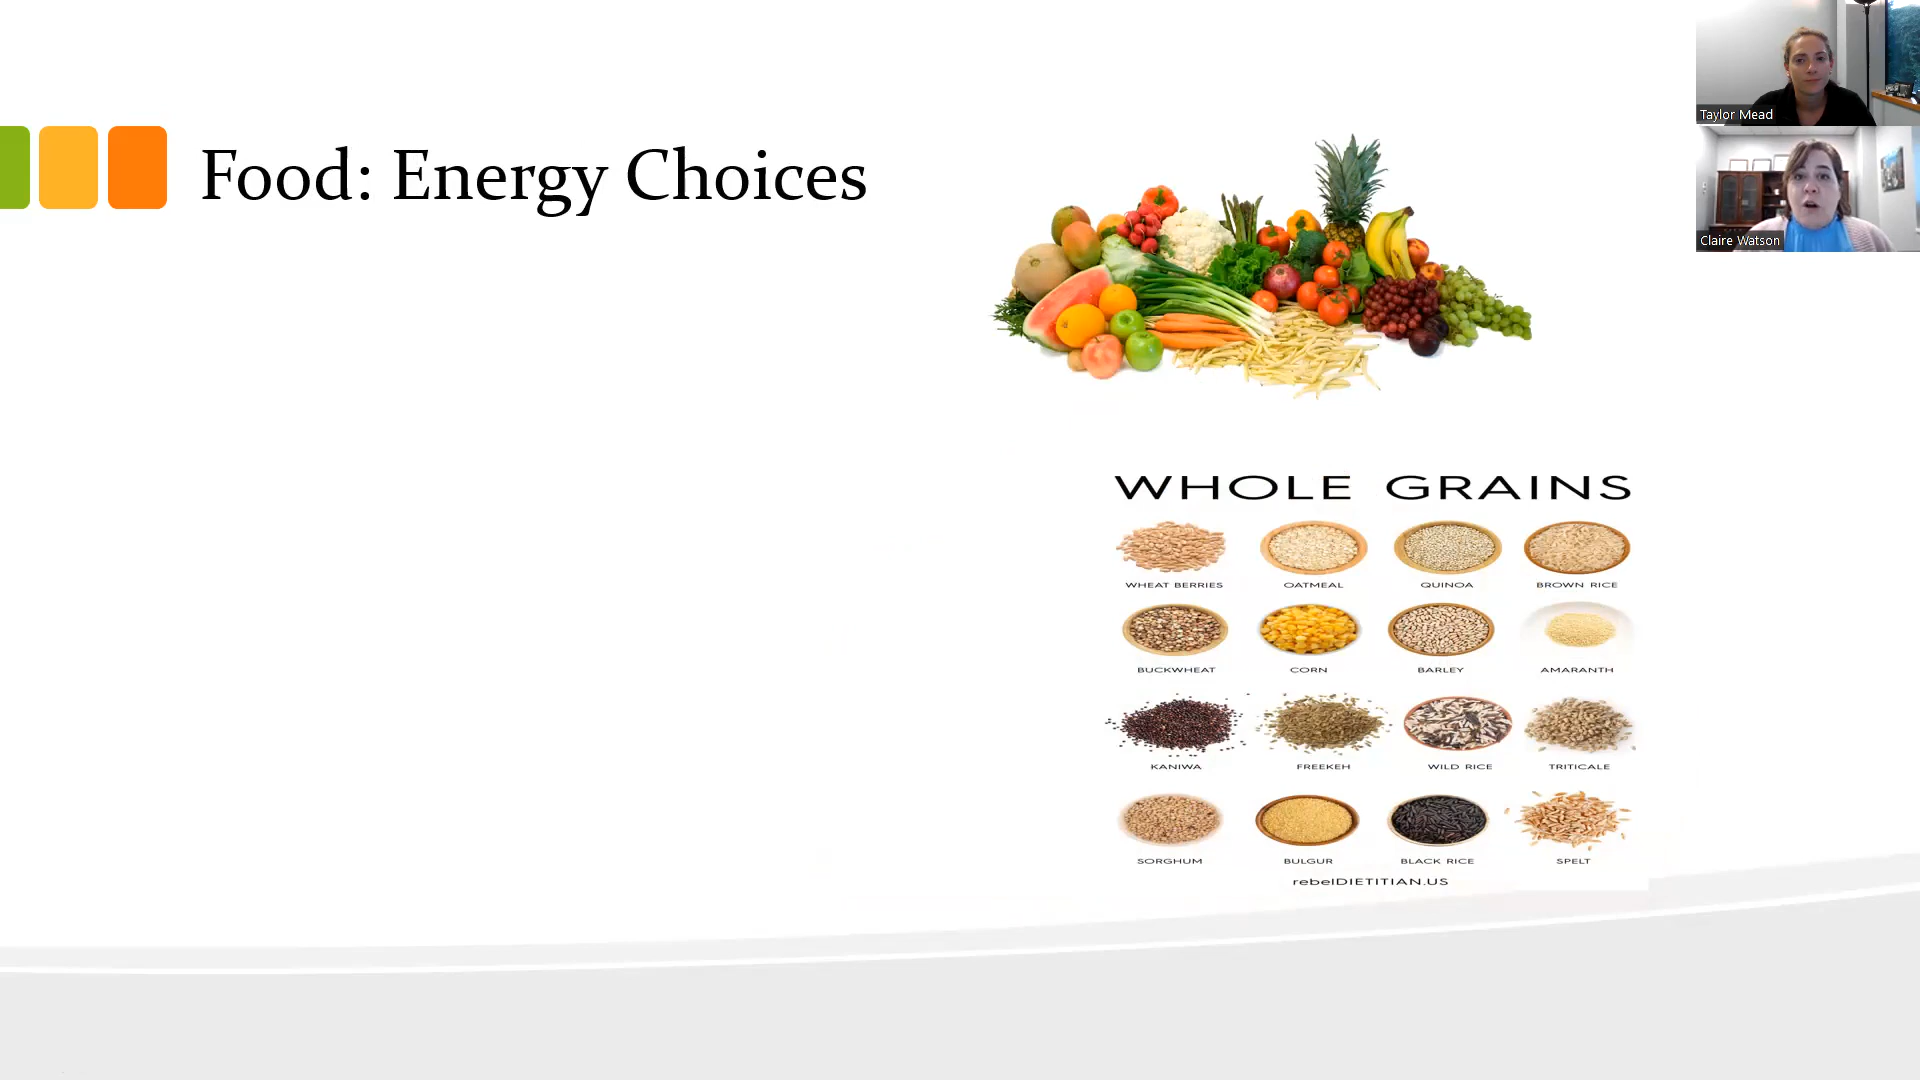 Taylor Mead
Claire Watson
Food: Energy Choices
WHOLE GRAINS
WHEAT BERRIES OATMEAL QUINOA BROWN RICE
BUCKWHEAT CORN BARLEY AMARANTH
KANIWA FREEKEH WILD RICE TRITICALE
SORGHUM BULGUR BLACK RICE SPELT
rebelDIETITIAN.US